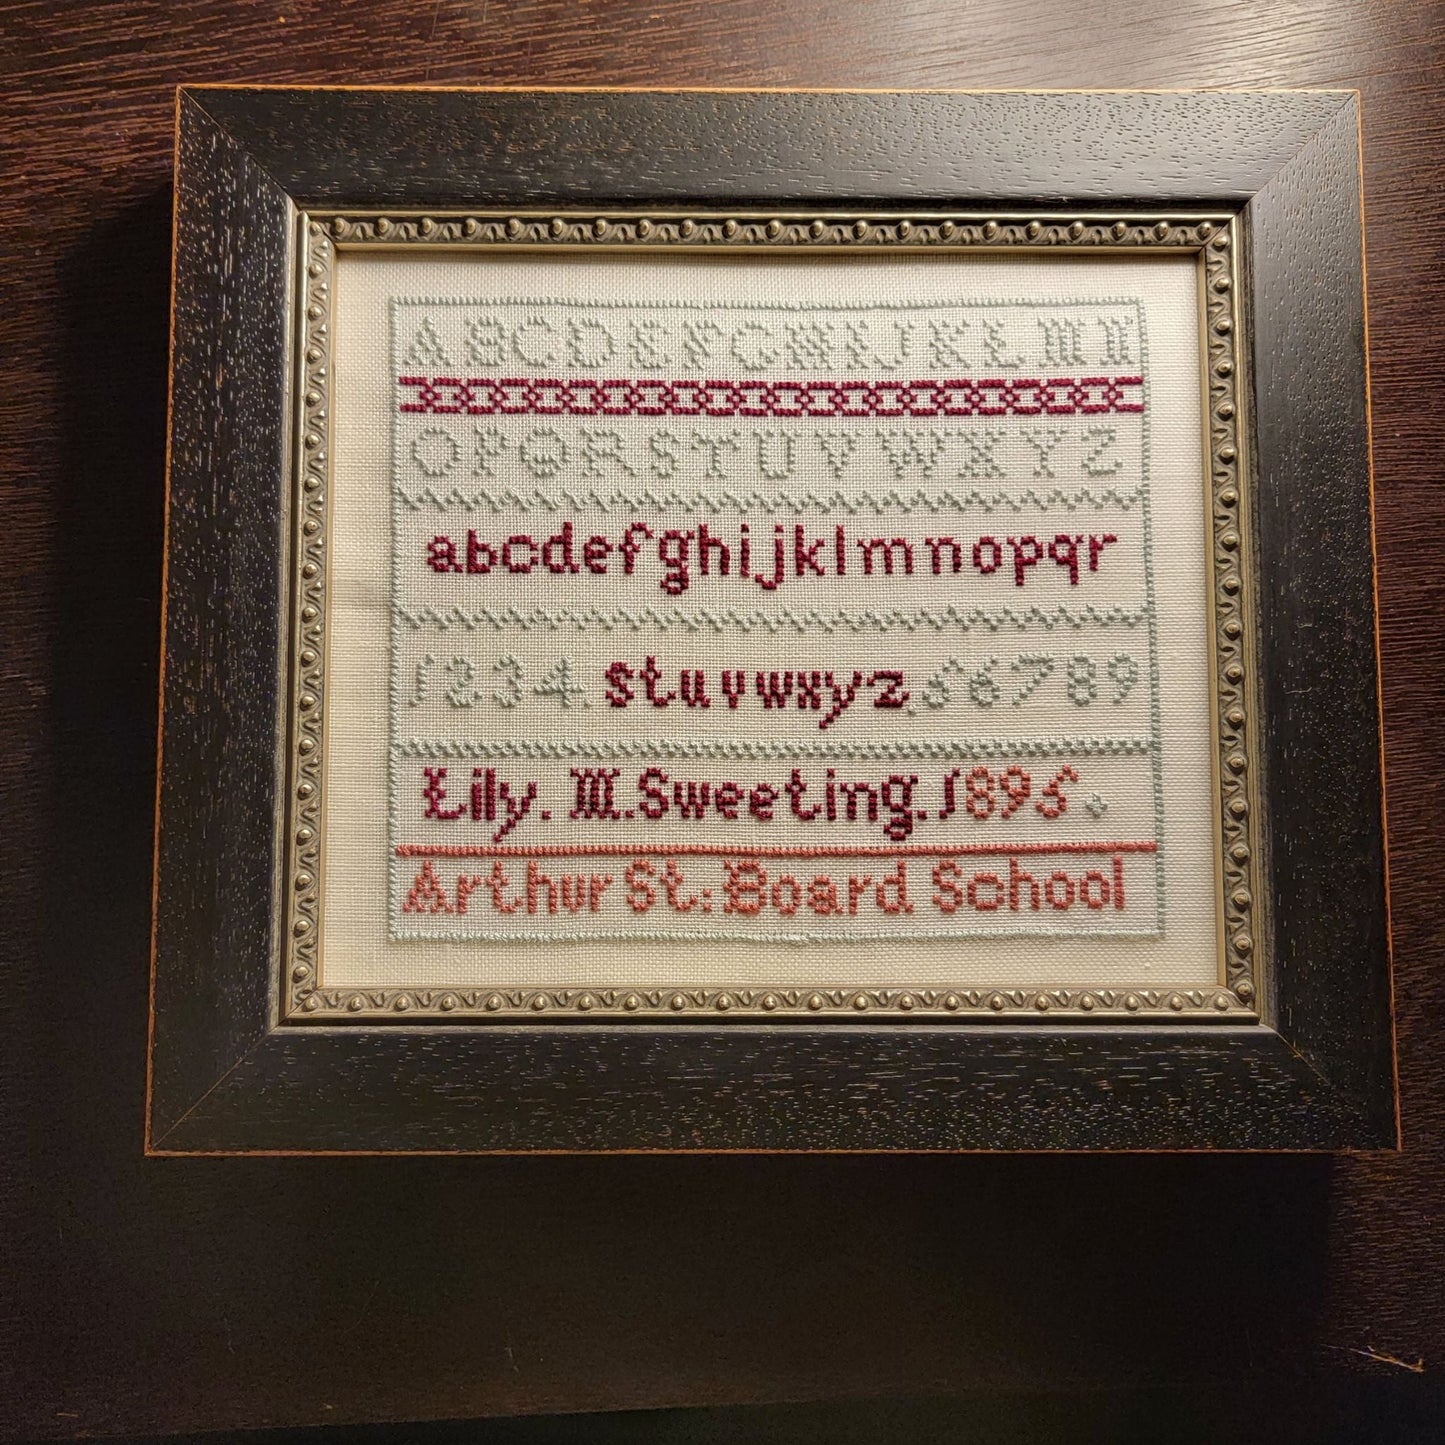 ABCDEFGHIJKLMN
OPQRSTUVWXYZ
abcdefghijklmnopqr
1234.stuvwxyz.56789
Lily. M.Sweeting.1895.
Arthur St: Board School